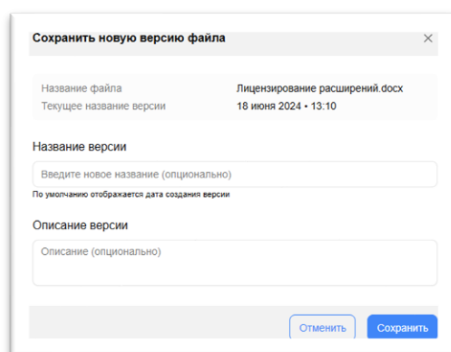 Сохранить новую версию файла
Название файла Лицензирование расширений.docx
Текущее название версии 18 июня 2024 • 13:10
Название версии
Введите новое название (опционально)
По умолчанию отображается дата создания версии
Описание версии
Описание (опционально)
Отменить Сохранить